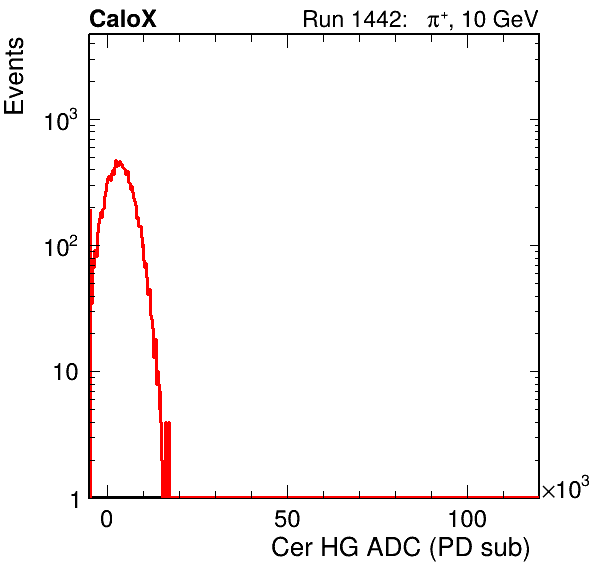 CaloX Run 1442: π⁺, 10 GeV
Events
10³
10²
10
1
0 50 100
×10³
Cer HG ADC (PD sub)